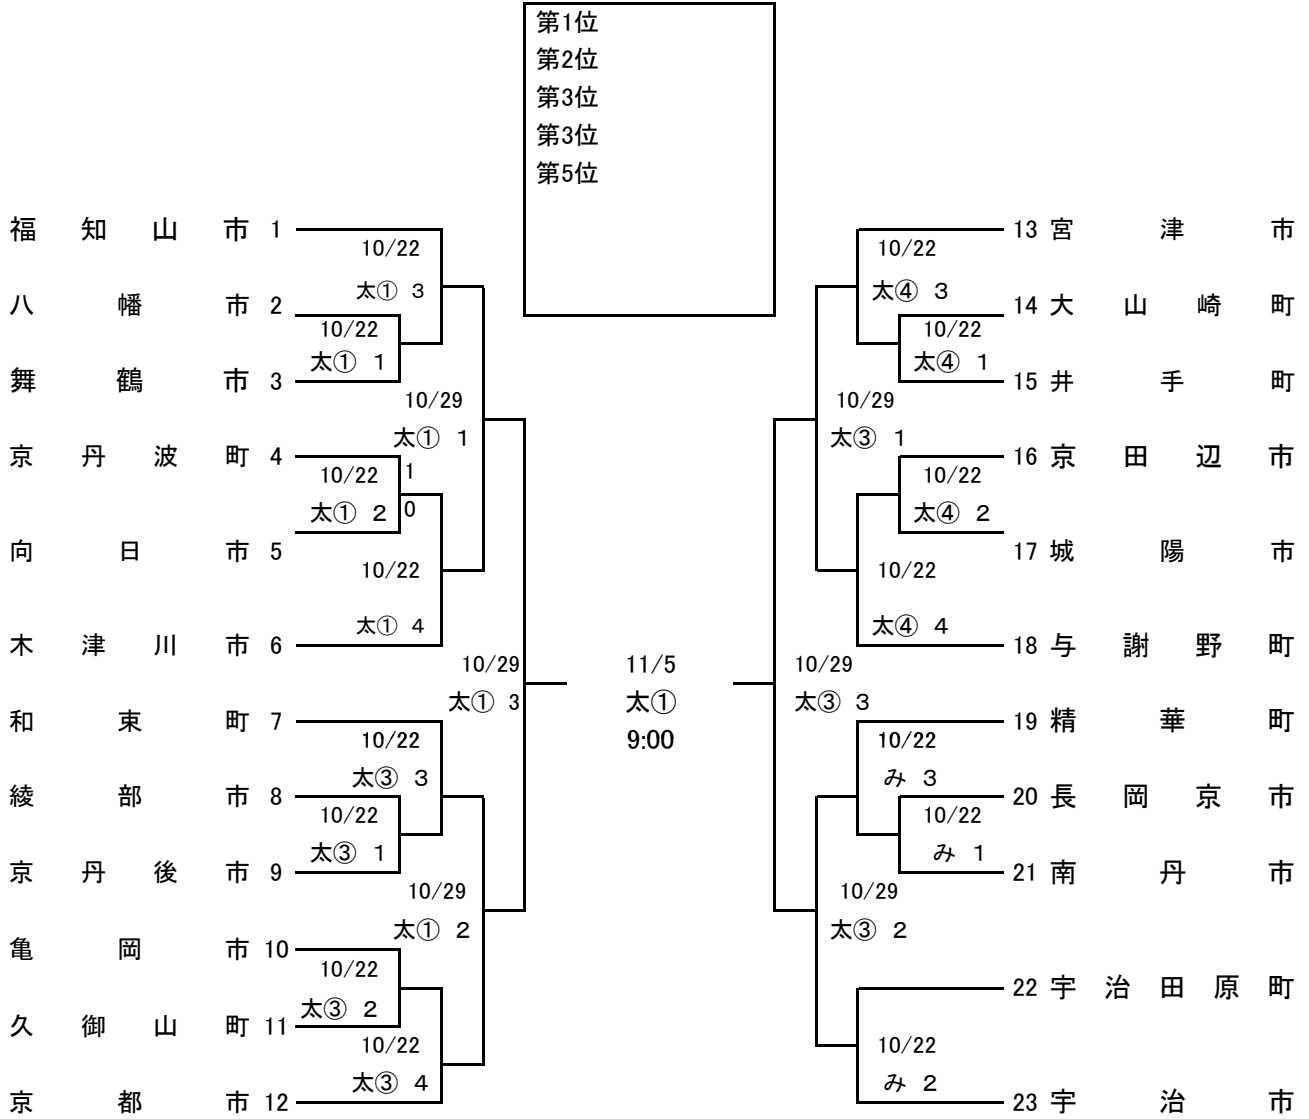 第1位
第2位
第3位
第3位
第5位
福知山市 1
10/22
太① 3
八幡市 2
10/22
太① 1
舞鶴市 3
10/29
太① 1
京丹波町 4
10/22
1
太① 2
0
向日市 5
10/22
太① 4
木津川市 6
10/29
太① 3
和束町 7
10/22
太③ 3
綾部市 8
10/22
太③ 1
京丹後市 9
10/29
太① 2
亀岡市 10
10/22
太③ 2
久御山町 11
10/22
太③ 4
京都市 12
11/5
太①
9:00
13 宮津市
10/22
太④ 3
14 大山崎町
10/22
太④ 1
15 井手町
10/29
太③ 1
16 京田辺市
10/22
太④ 2
17 城陽市
10/22
太④ 4
18 与謝野町
10/29
太③ 3
19 精華町
10/22
み 3
20 長岡京市
10/22
み 1
21 南丹市
10/29
太③ 2
22 宇治田原町
10/22
み 2
23 宇治市